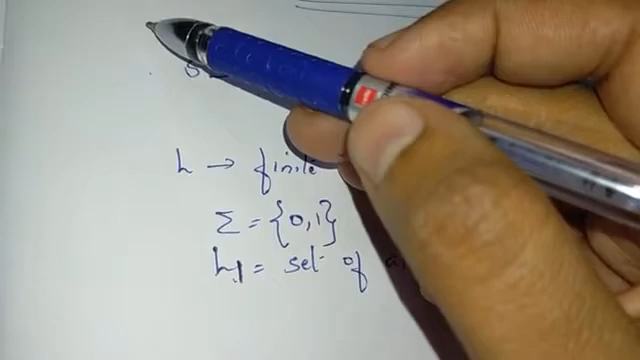 L → finite
Σ = {0,1}
L1 = set of